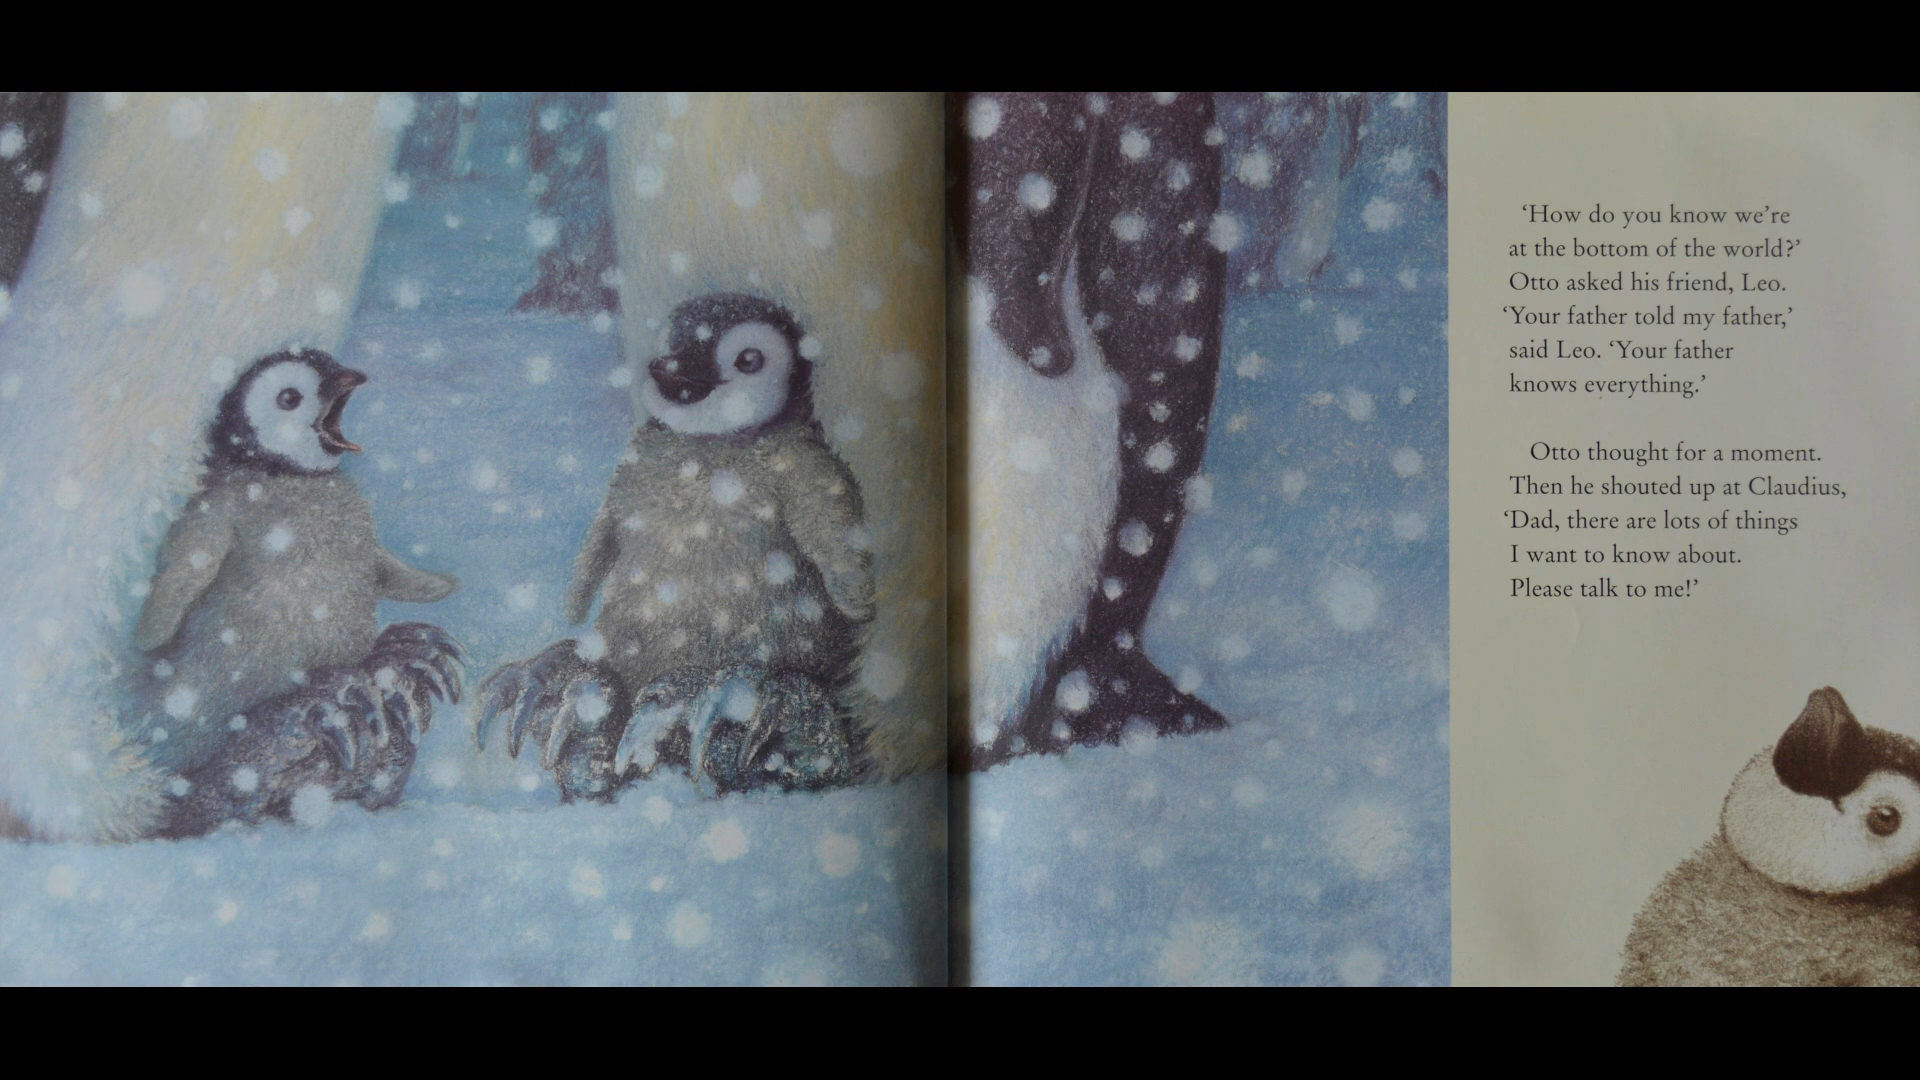 ‘How do you know we’re
at the bottom of the world?’
Otto asked his friend, Leo.
‘Your father told my father,’
said Leo. ‘Your father
knows everything.’
Otto thought for a moment.
Then he shouted up at Claudius,
‘Dad, there are lots of things
I want to know about.
Please talk to me!’